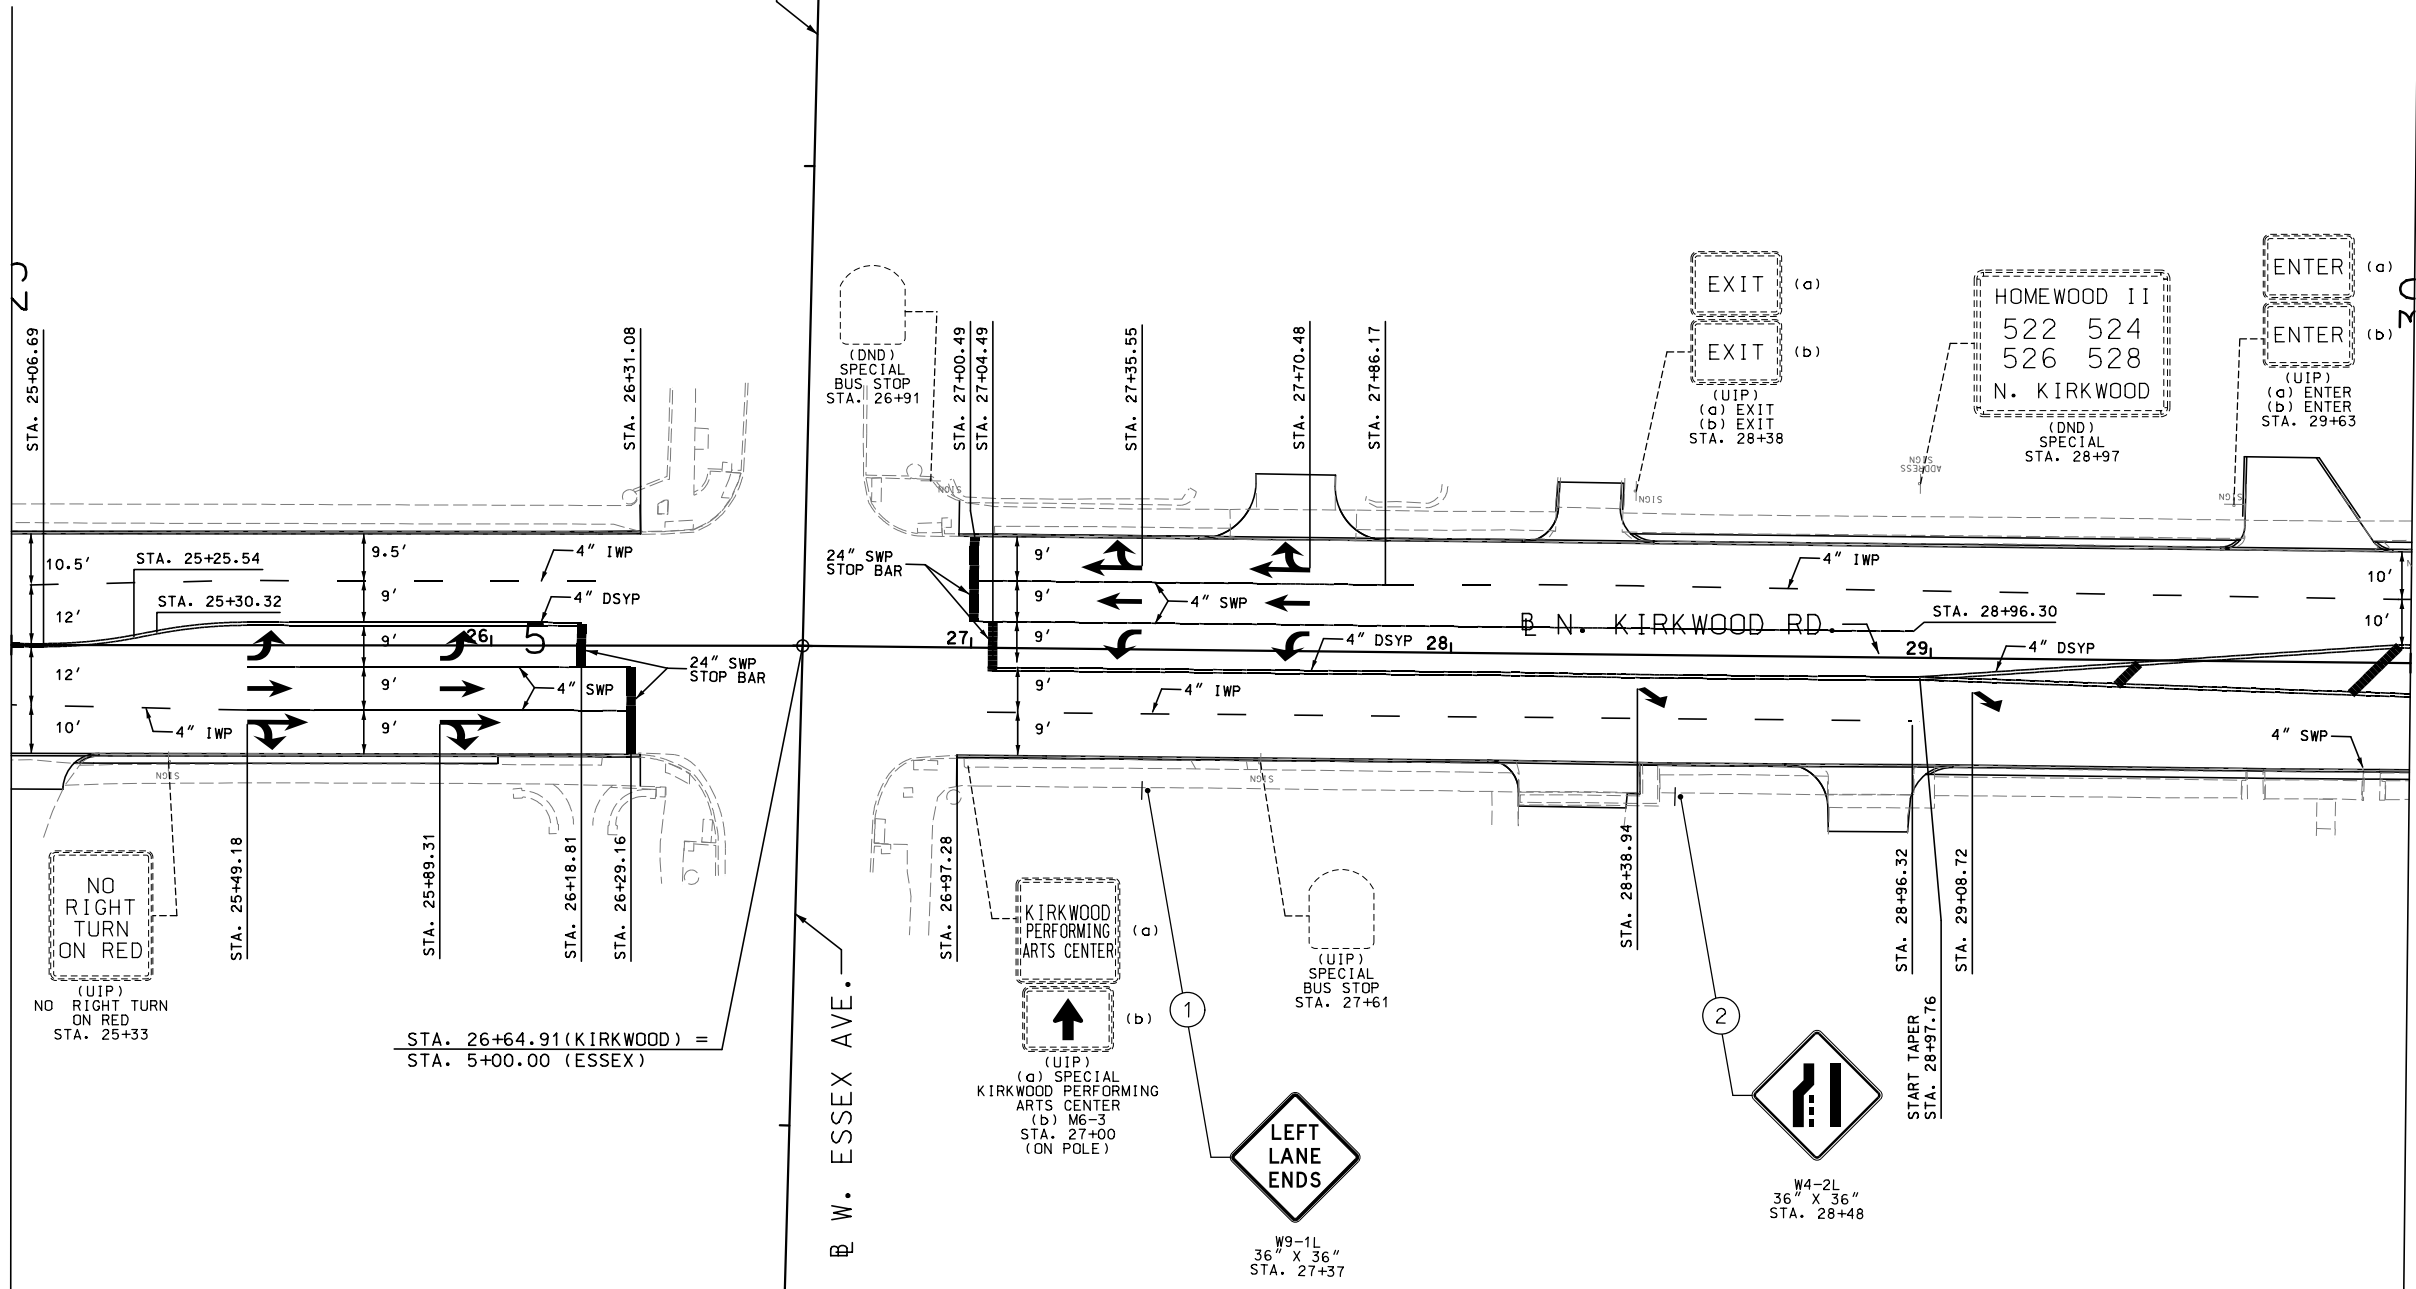 25
30
STA. 25+06.69
STA. 26+31.08
STA. 27+00.49
STA. 27+04.49
STA. 27+35.55
STA. 27+70.48
STA. 27+86.17
(DND)
SPECIAL
BUS STOP
STA. 26+91
EXIT (a)
EXIT (b)
(UIP)
(a) EXIT
(b) EXIT
STA. 28+38
HOMEWOOD II
522 524
526 528
N. KIRKWOOD
(DND)
SPECIAL
STA. 28+97
ENTER (a)
ENTER (b)
(UIP)
(a) ENTER
(b) ENTER
STA. 29+63
SIGN
SIGN
ADDRESS
SIGN
SIGN
10.5'
STA. 25+25.54
9.5'
4" IWP
24" SWP
STOP BAR
9'
4" IWP
10'
12'
STA. 25+30.32
9'
4" DSYP
9'
4" SWP
℄ N. KIRKWOOD RD.
STA. 28+96.30
10'
9'
26
5
27
9'
4" DSYP
28
29
4" DSYP
12'
9'
4" SWP
24" SWP
STOP BAR
9'
4" IWP
10'
4" IWP
9'
9'
4" SWP
SIGN
SIGN
NO
RIGHT
TURN
ON RED
(UIP)
NO RIGHT TURN
ON RED
STA. 25+33
STA. 25+49.18
STA. 25+89.31
STA. 26+18.81
STA. 26+29.16
STA. 26+97.28
STA. 28+38.94
STA. 28+96.32
STA. 29+08.72
START TAPER
STA. 28+97.76
STA. 26+64.91(KIRKWOOD) =
STA. 5+00.00 (ESSEX)
℄ W. ESSEX AVE.
KIRKWOOD
PERFORMING
ARTS CENTER
(a)
(b)
(UIP)
(a) SPECIAL
KIRKWOOD PERFORMING
ARTS CENTER
(b) M6-3
STA. 27+00
(ON POLE)
1
(UIP)
SPECIAL
BUS STOP
STA. 27+61
2
LEFT
LANE
ENDS
W9-1L
36" X 36"
STA. 27+37
W4-2L
36" X 36"
STA. 28+48